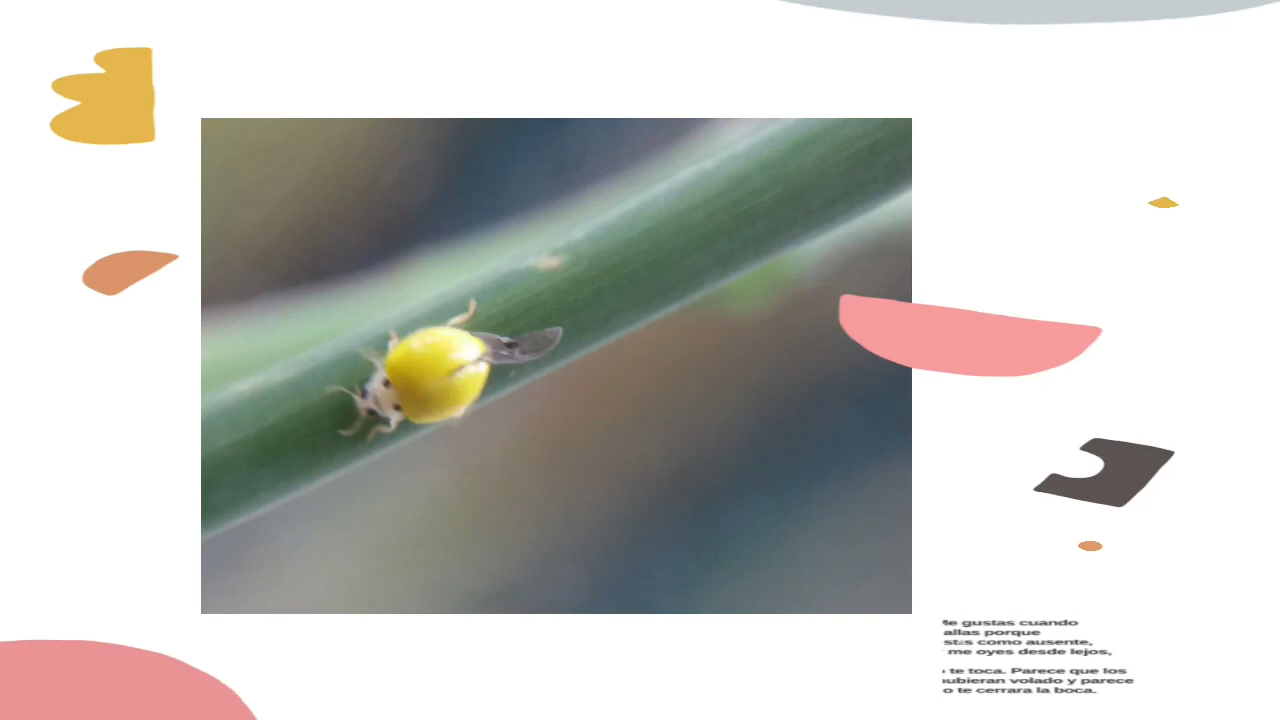 gustas cuando
porque
como ausente,
me oyes desde lejos,
te toca. Parece que los
volado y parece
te cerrara la boca.